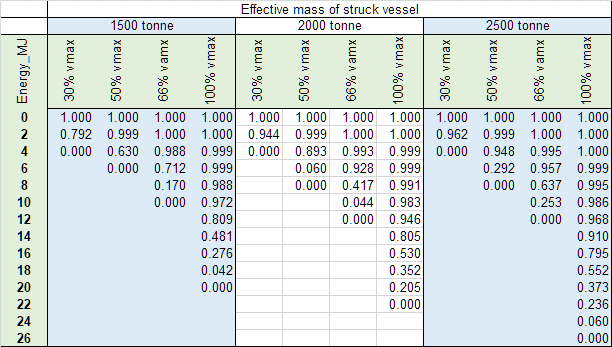 Effective mass of struck vessel
1500 tonne 2000 tonne 2500 tonne
Energy_MJ 30% vmax 50% vmax 66% vamx 100% vmax 30% vmax 50% vmax 66% vamx 100% vmax 30% vmax 50% vmax 66% vamx 100% vmax
0 1.000 1.000 1.000 1.000 1.000 1.000 1.000 1.000 1.000 1.000 1.000 1.000
2 0.792 0.999 1.000 1.000 0.944 0.999 1.000 1.000 0.962 0.999 1.000 1.000
4 0.000 0.630 0.988 0.999 0.000 0.893 0.993 0.999 0.000 0.948 0.995 1.000
6 0.000 0.712 0.999 0.060 0.928 0.999 0.292 0.957 0.999
8 0.170 0.988 0.000 0.417 0.991 0.000 0.637 0.995
10 0.000 0.972 0.044 0.983 0.253 0.986
12 0.809 0.000 0.946 0.000 0.968
14 0.481 0.805 0.910
16 0.276 0.530 0.795
18 0.042 0.352 0.552
20 0.000 0.205 0.373
22 0.000 0.236
24 0.060
26 0.000